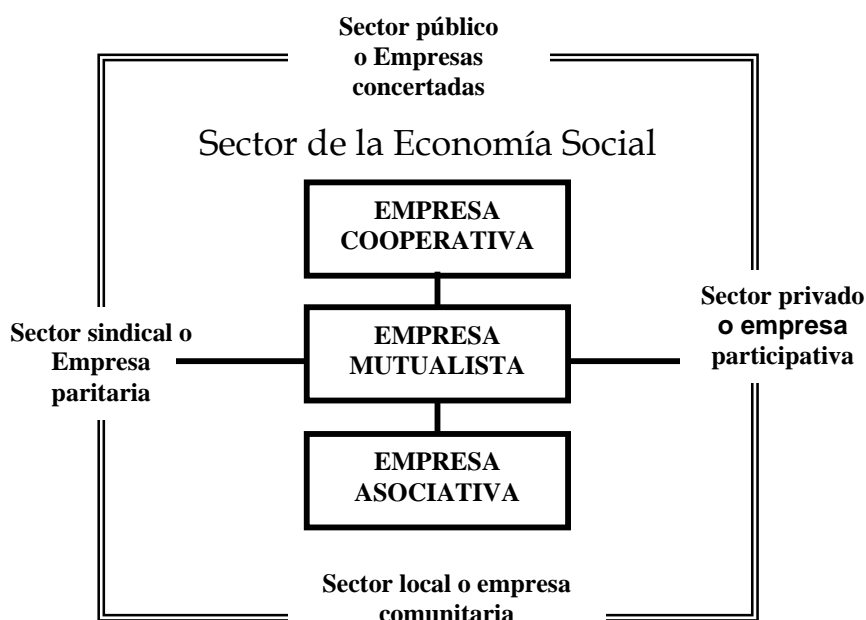 Sector público
o Empresas
concertadas
Sector de la Economía Social
EMPRESA
COOPERATIVA
Sector sindical o
Empresa
paritaria
EMPRESA
MUTUALISTA
Sector privado
o empresa
participativa
EMPRESA
ASOCIATIVA
Sector local o empresa
comunitaria